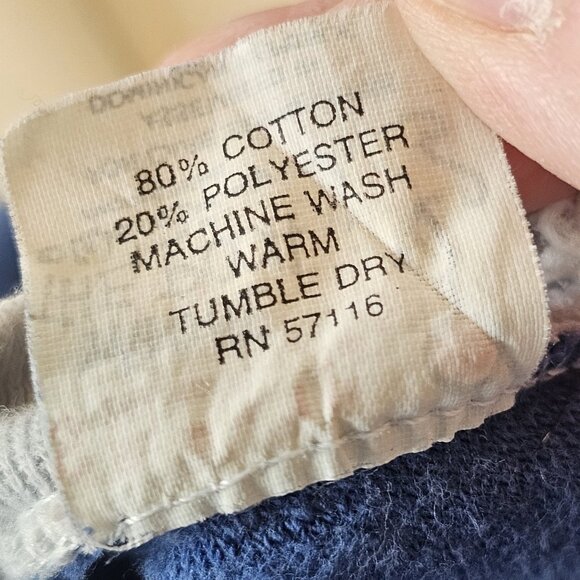 80% COTTON
20% POLYESTER
MACHINE WASH
WARM
TUMBLE DRY
RN 57116